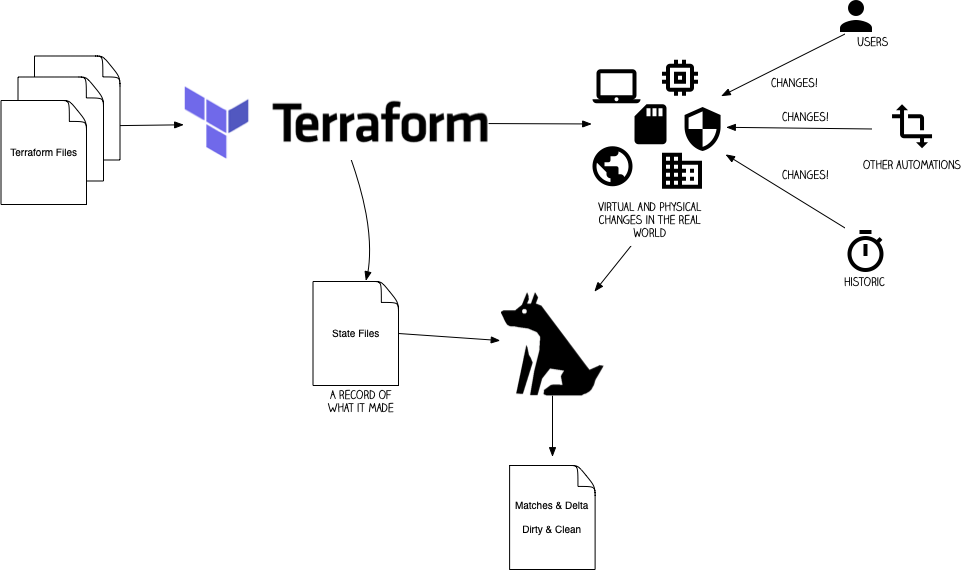 USERS
CHANGES!
Terraform Files
Terraform
CHANGES!
OTHER AUTOMATIONS
CHANGES!
VIRTUAL AND PHYSICAL
CHANGES IN THE REAL
WORLD
HISTORIC
State Files
A RECORD OF
WHAT IT MADE
Matches & Delta
Dirty & Clean